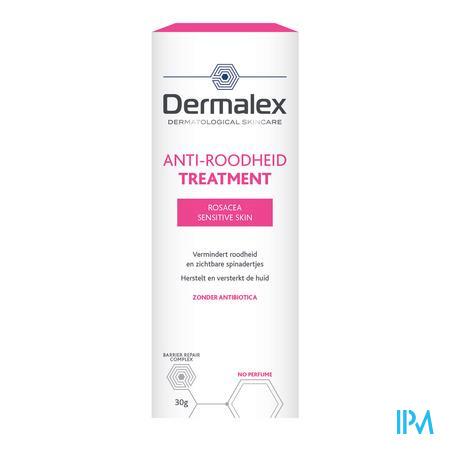 Dermalex
DERMATOLOGICAL SKINCARE
ANTI-ROODHEID
TREATMENT
ROSACEA
SENSITIVE SKIN
Vermindert roodheid
en zichtbare spinadertjes
Herstelt en versterkt de huid
ZONDER ANTIBIOTICA
BARRIER REPAIR
COMPLEX
NO PERFUME
30g
IPM